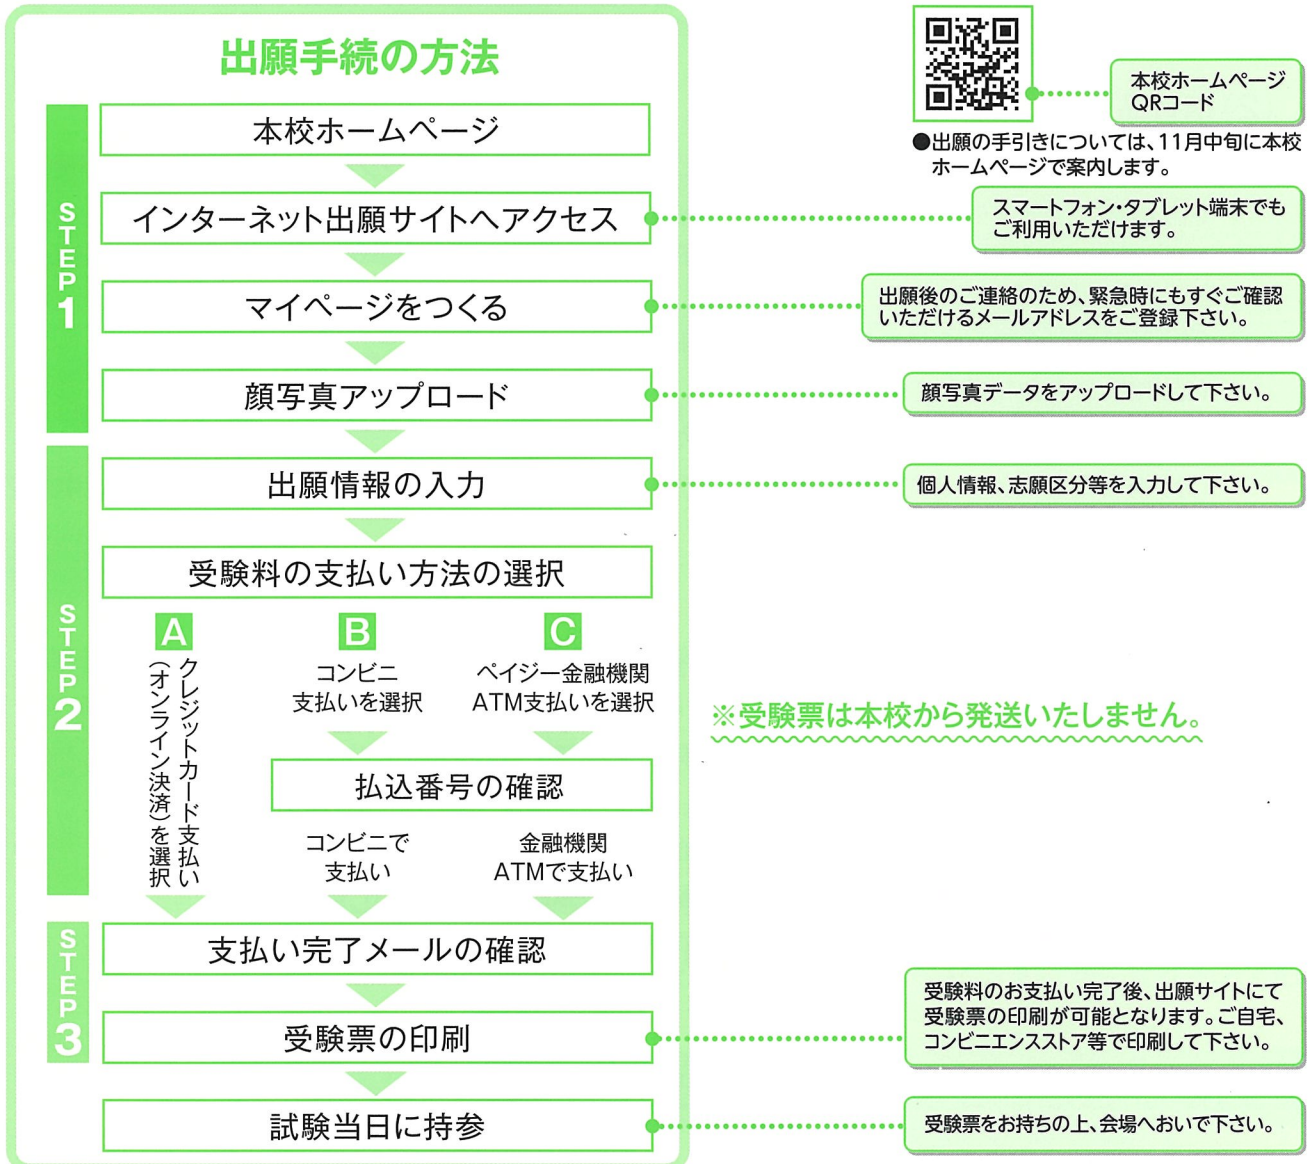 出願手続の方法
本校ホームページ
QRコード
●出願の手引きについては、11月中旬に本校
ホームページで案内します。
STEP1
本校ホームページ
インターネット出願サイトへアクセス
スマートフォン・タブレット端末でも
ご利用いただけます。
マイページをつくる
出願後のご連絡のため、緊急時にもすぐご確認
いただけるメールアドレスをご登録下さい。
顔写真アップロード
顔写真データをアップロードして下さい。
STEP2
出願情報の入力
個人情報、志願区分等を入力して下さい。
受験料の支払い方法の選択
A
クレジットカード支払い
(オンライン決済)を選択
B
コンビニ
支払いを選択
C
ペイジー金融機関
ATM支払いを選択
払込番号の確認
コンビニで
支払い
金融機関
ATMで支払い
※受験票は本校から発送いたしません。
STEP3
支払い完了メールの確認
受験票の印刷
受験料のお支払い完了後、出願サイトにて
受験票の印刷が可能となります。ご自宅、
コンビニエンスストア等で印刷して下さい。
試験当日に持参
受験票をお持ちの上、会場へおいで下さい。